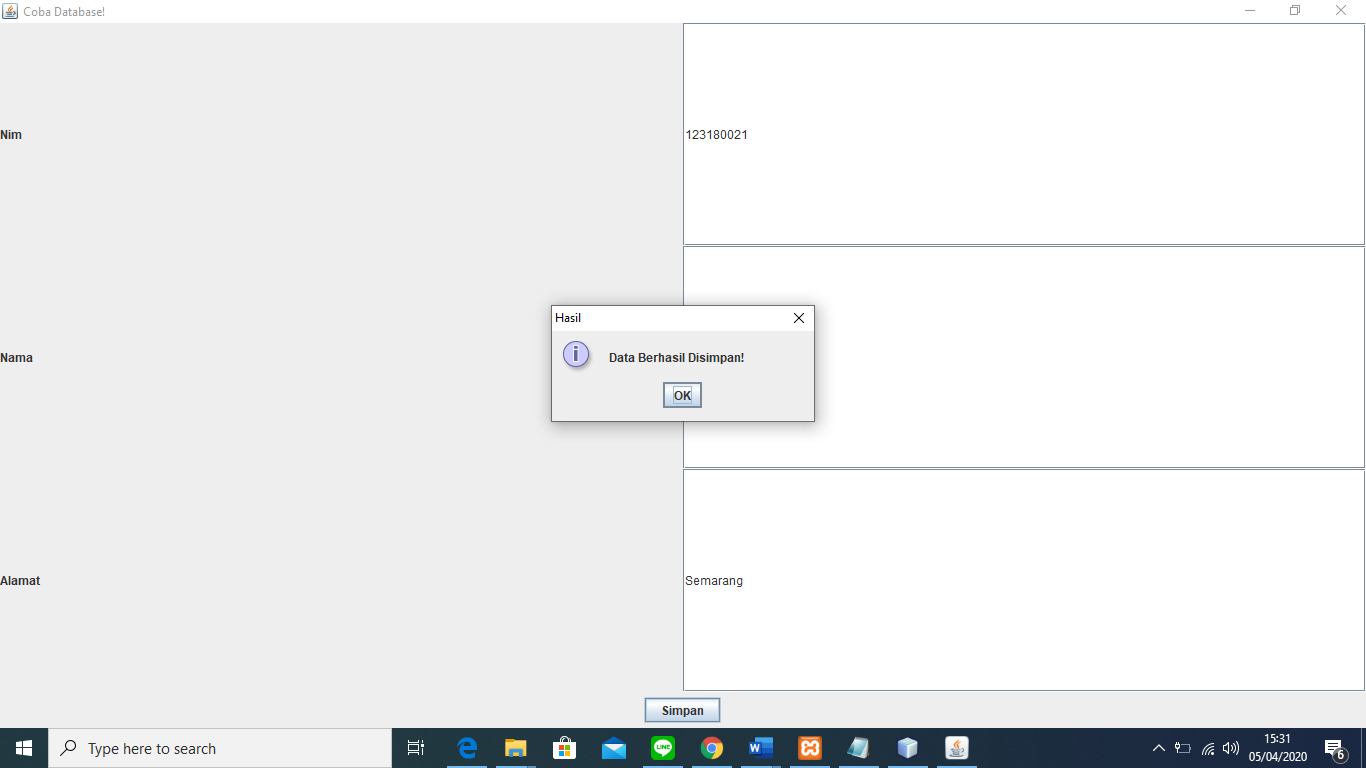 Coba Database!
Nim
123180021
Hasil
Data Berhasil Disimpan!
OK
Nama
Alamat
Semarang
Simpan
Type here to search
LINE
W
15:31
05/04/2020
6